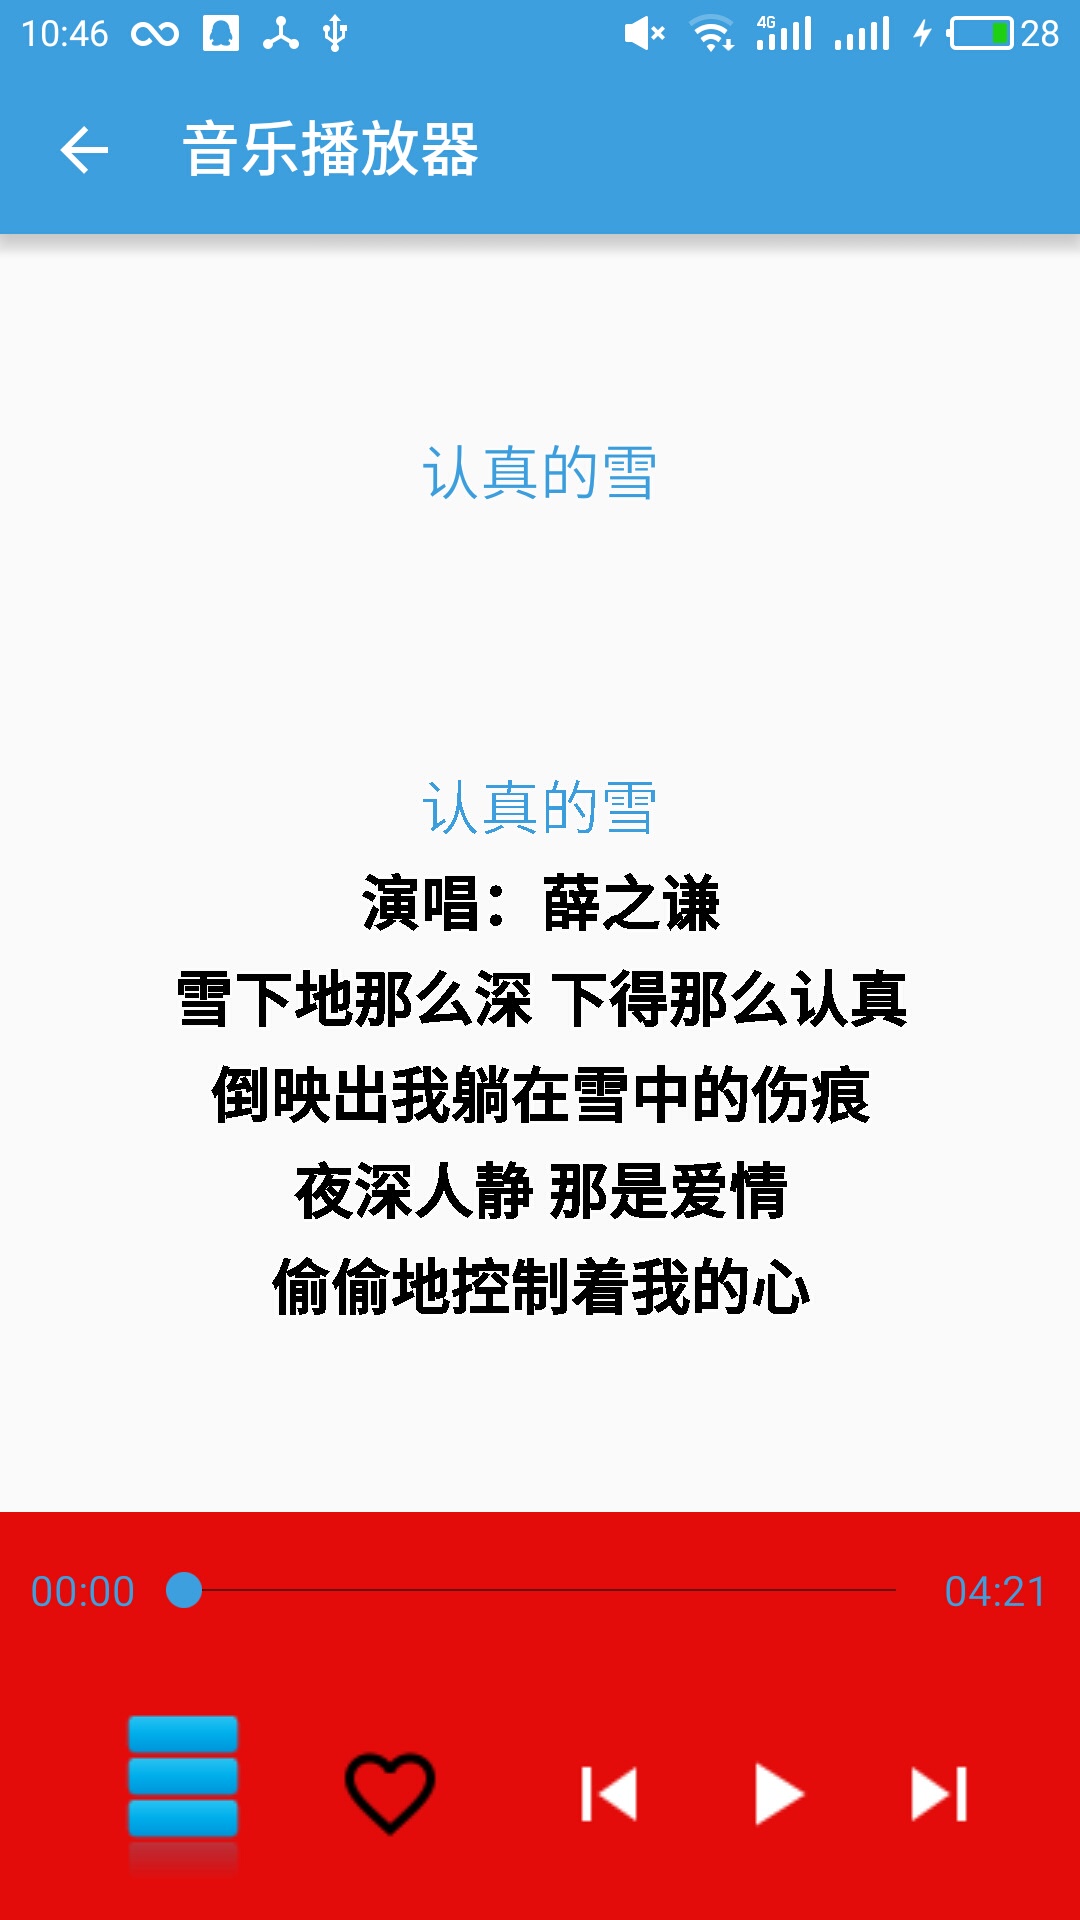 10:46
4G
28
音乐播放器
认真的雪
认真的雪
演唱：薛之谦
雪下地那么深 下得那么认真
倒映出我躺在雪中的伤痕
夜深人静 那是爱情
偷偷地控制着我的心
00:00
04:21